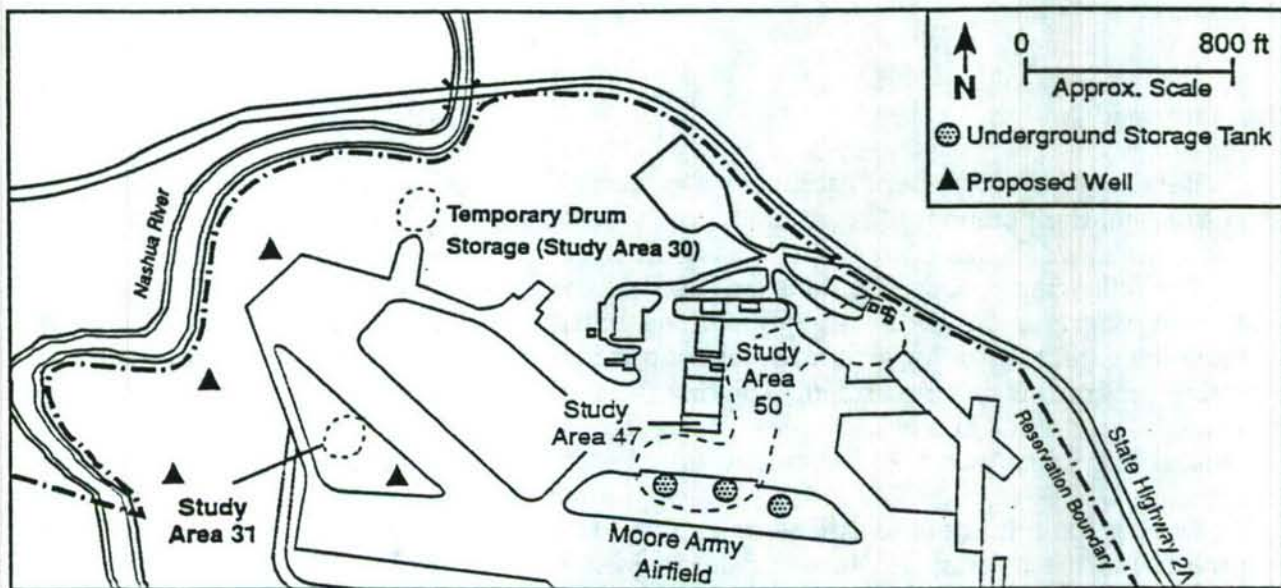 0 800 ft
N
Approx. Scale
Underground Storage Tank
Proposed Well
Nashua River
Temporary Drum
Storage (Study Area 30)
Study
Area
50
Study
Area 47
Study
Area 31
Moore Army
Airfield
Reservation Boundary
State Highway